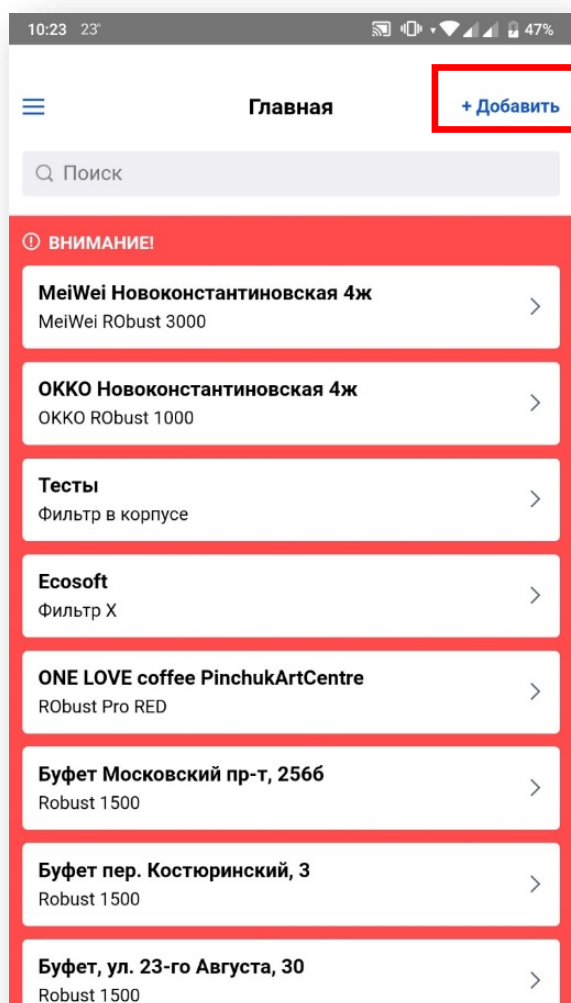 10:23 23° 47%
Главная
+ Добавить
Поиск
ВНИМАНИЕ!
MeiWei Новоконстантиновская 4ж
MeiWei RObust 3000
ОККО Новоконстантиновская 4ж
ОККО RObust 1000
Тесты
Фильтр в корпусе
Ecosoft
Фильтр X
ONE LOVE coffee PinchukArtCentre
RObust Pro RED
Буфет Московский пр-т, 256б
Robust 1500
Буфет пер. Костюринский, 3
Robust 1500
Буфет, ул. 23-го Августа, 30
Robust 1500